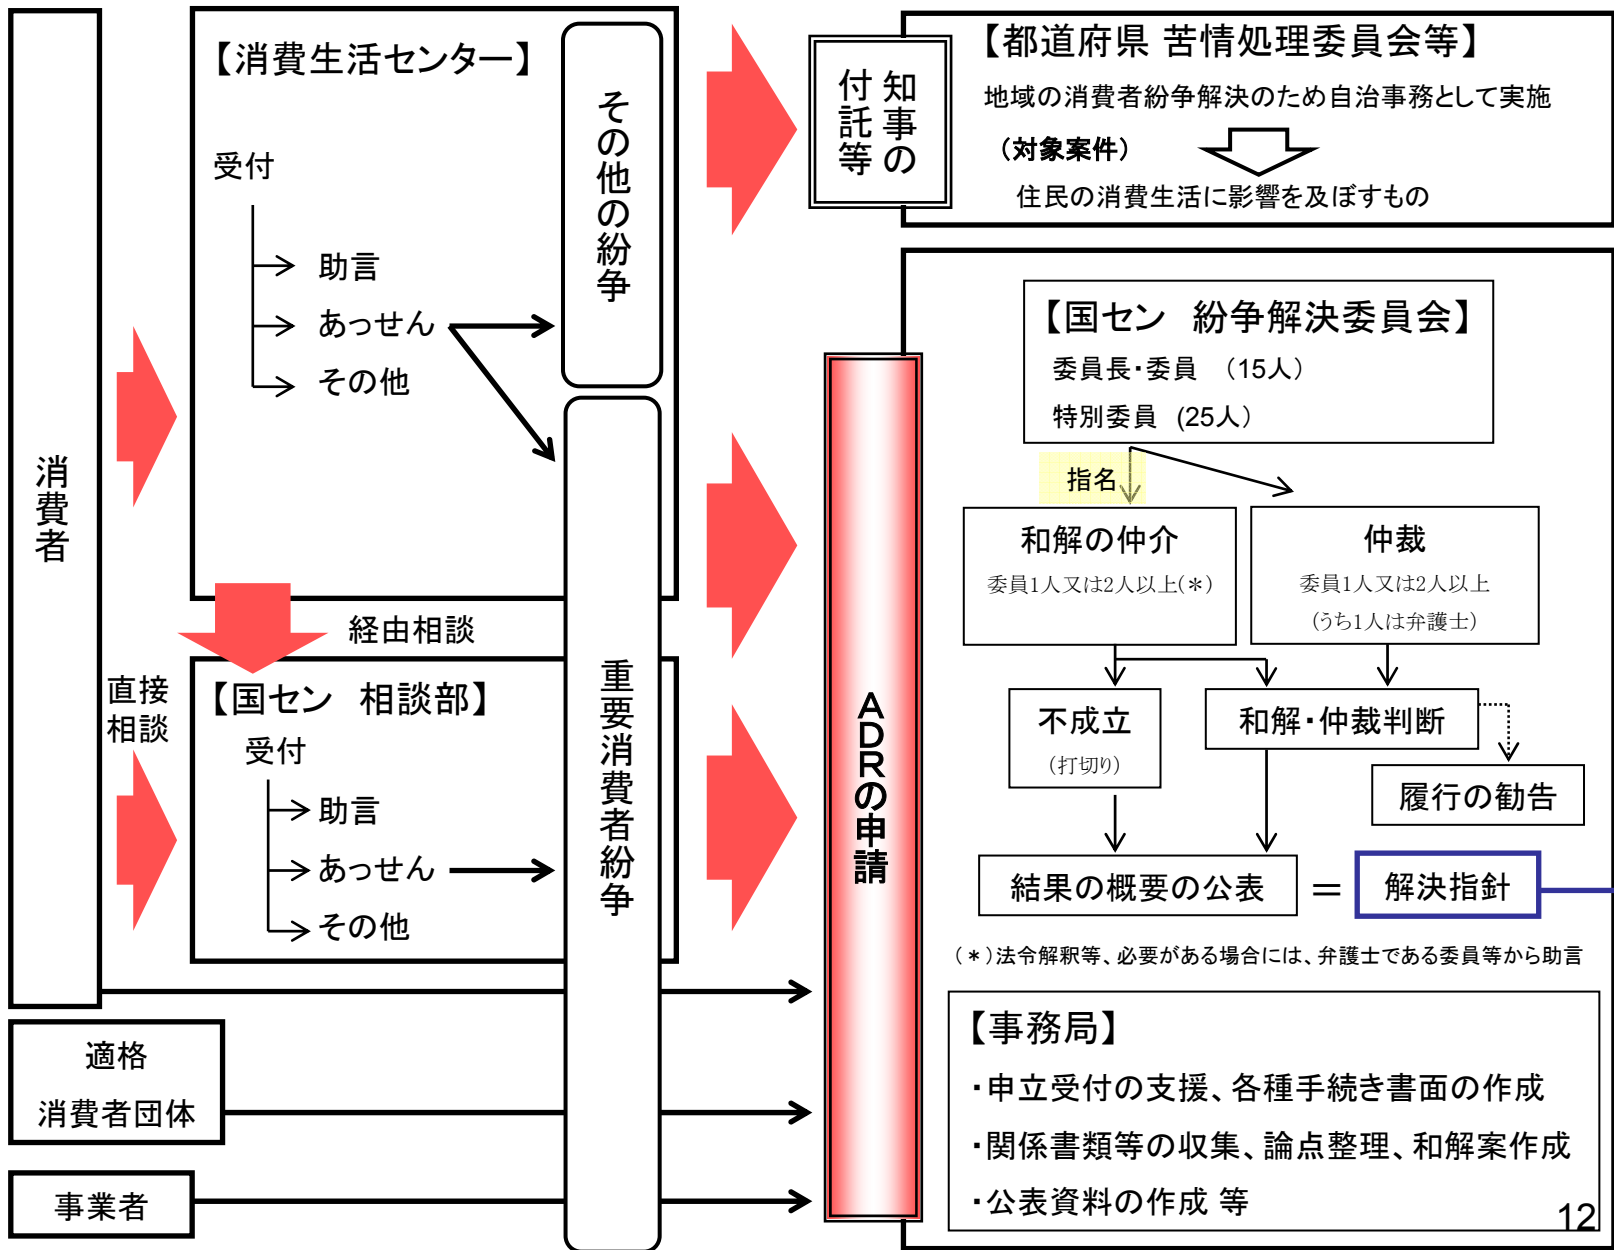 消費者
【消費生活センター】
受付
助言
あっせん
その他
その他の紛争
経由相談
直接
相談
【国セン 相談部】
受付
助言
あっせん
その他
重要消費者紛争
適格
消費者団体
事業者
知事の
付託等
【都道府県 苦情処理委員会等】
地域の消費者紛争解決のため自治事務として実施
(対象案件)
住民の消費生活に影響を及ぼすもの
ADRの申請
【国セン 紛争解決委員会】
委員長・委員 (15人)
特別委員 (25人)
指名
和解の仲介
委員1人又は2人以上(*)
仲裁
委員1人又は2人以上
(うち1人は弁護士)
不成立
(打切り)
和解・仲裁判断
履行の勧告
結果の概要の公表 = 解決指針
(*)法令解釈等、必要がある場合には、弁護士である委員等から助言
【事務局】
・申立受付の支援、各種手続き書面の作成
・関係書類等の収集、論点整理、和解案作成
・公表資料の作成 等
12